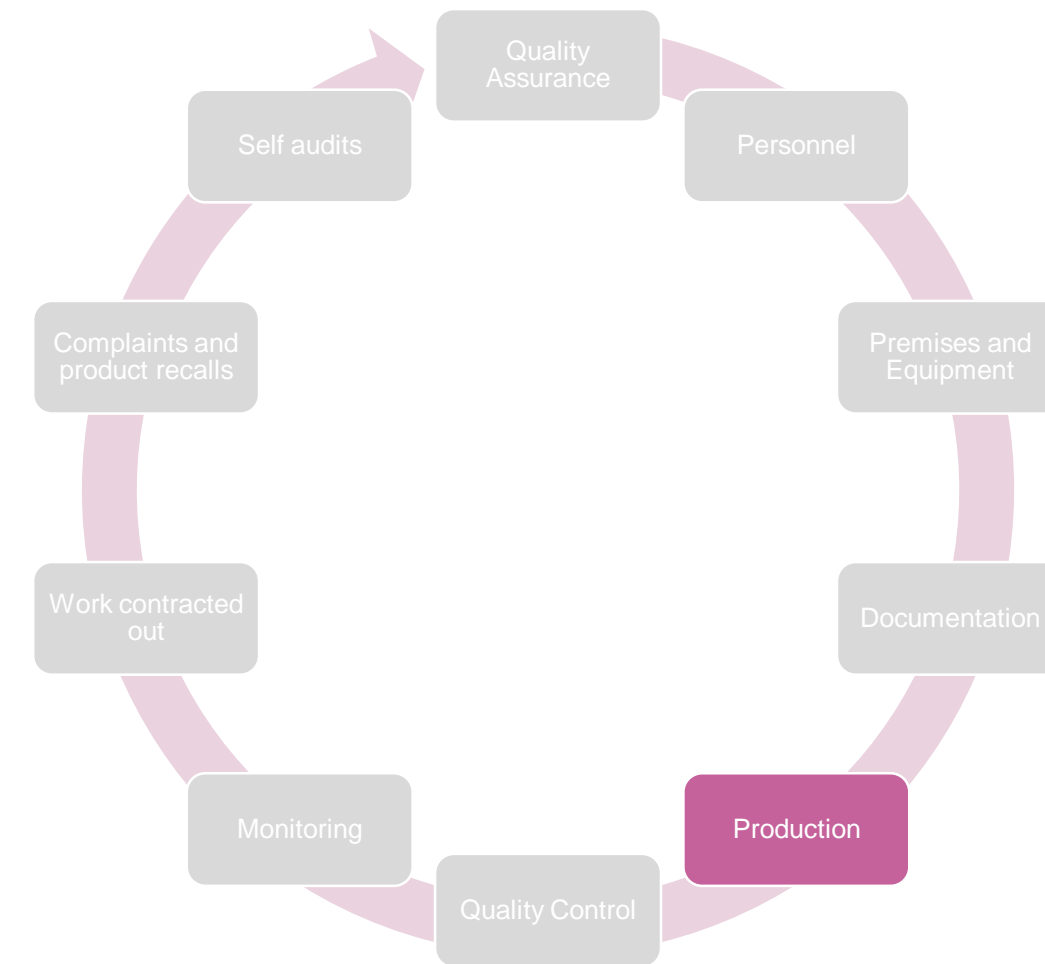 Quality
Assurance
Personnel
Premises and
Equipment
Documentation
Production
Quality Control
Monitoring
Work contracted
out
Complaints and
product recalls
Self audits